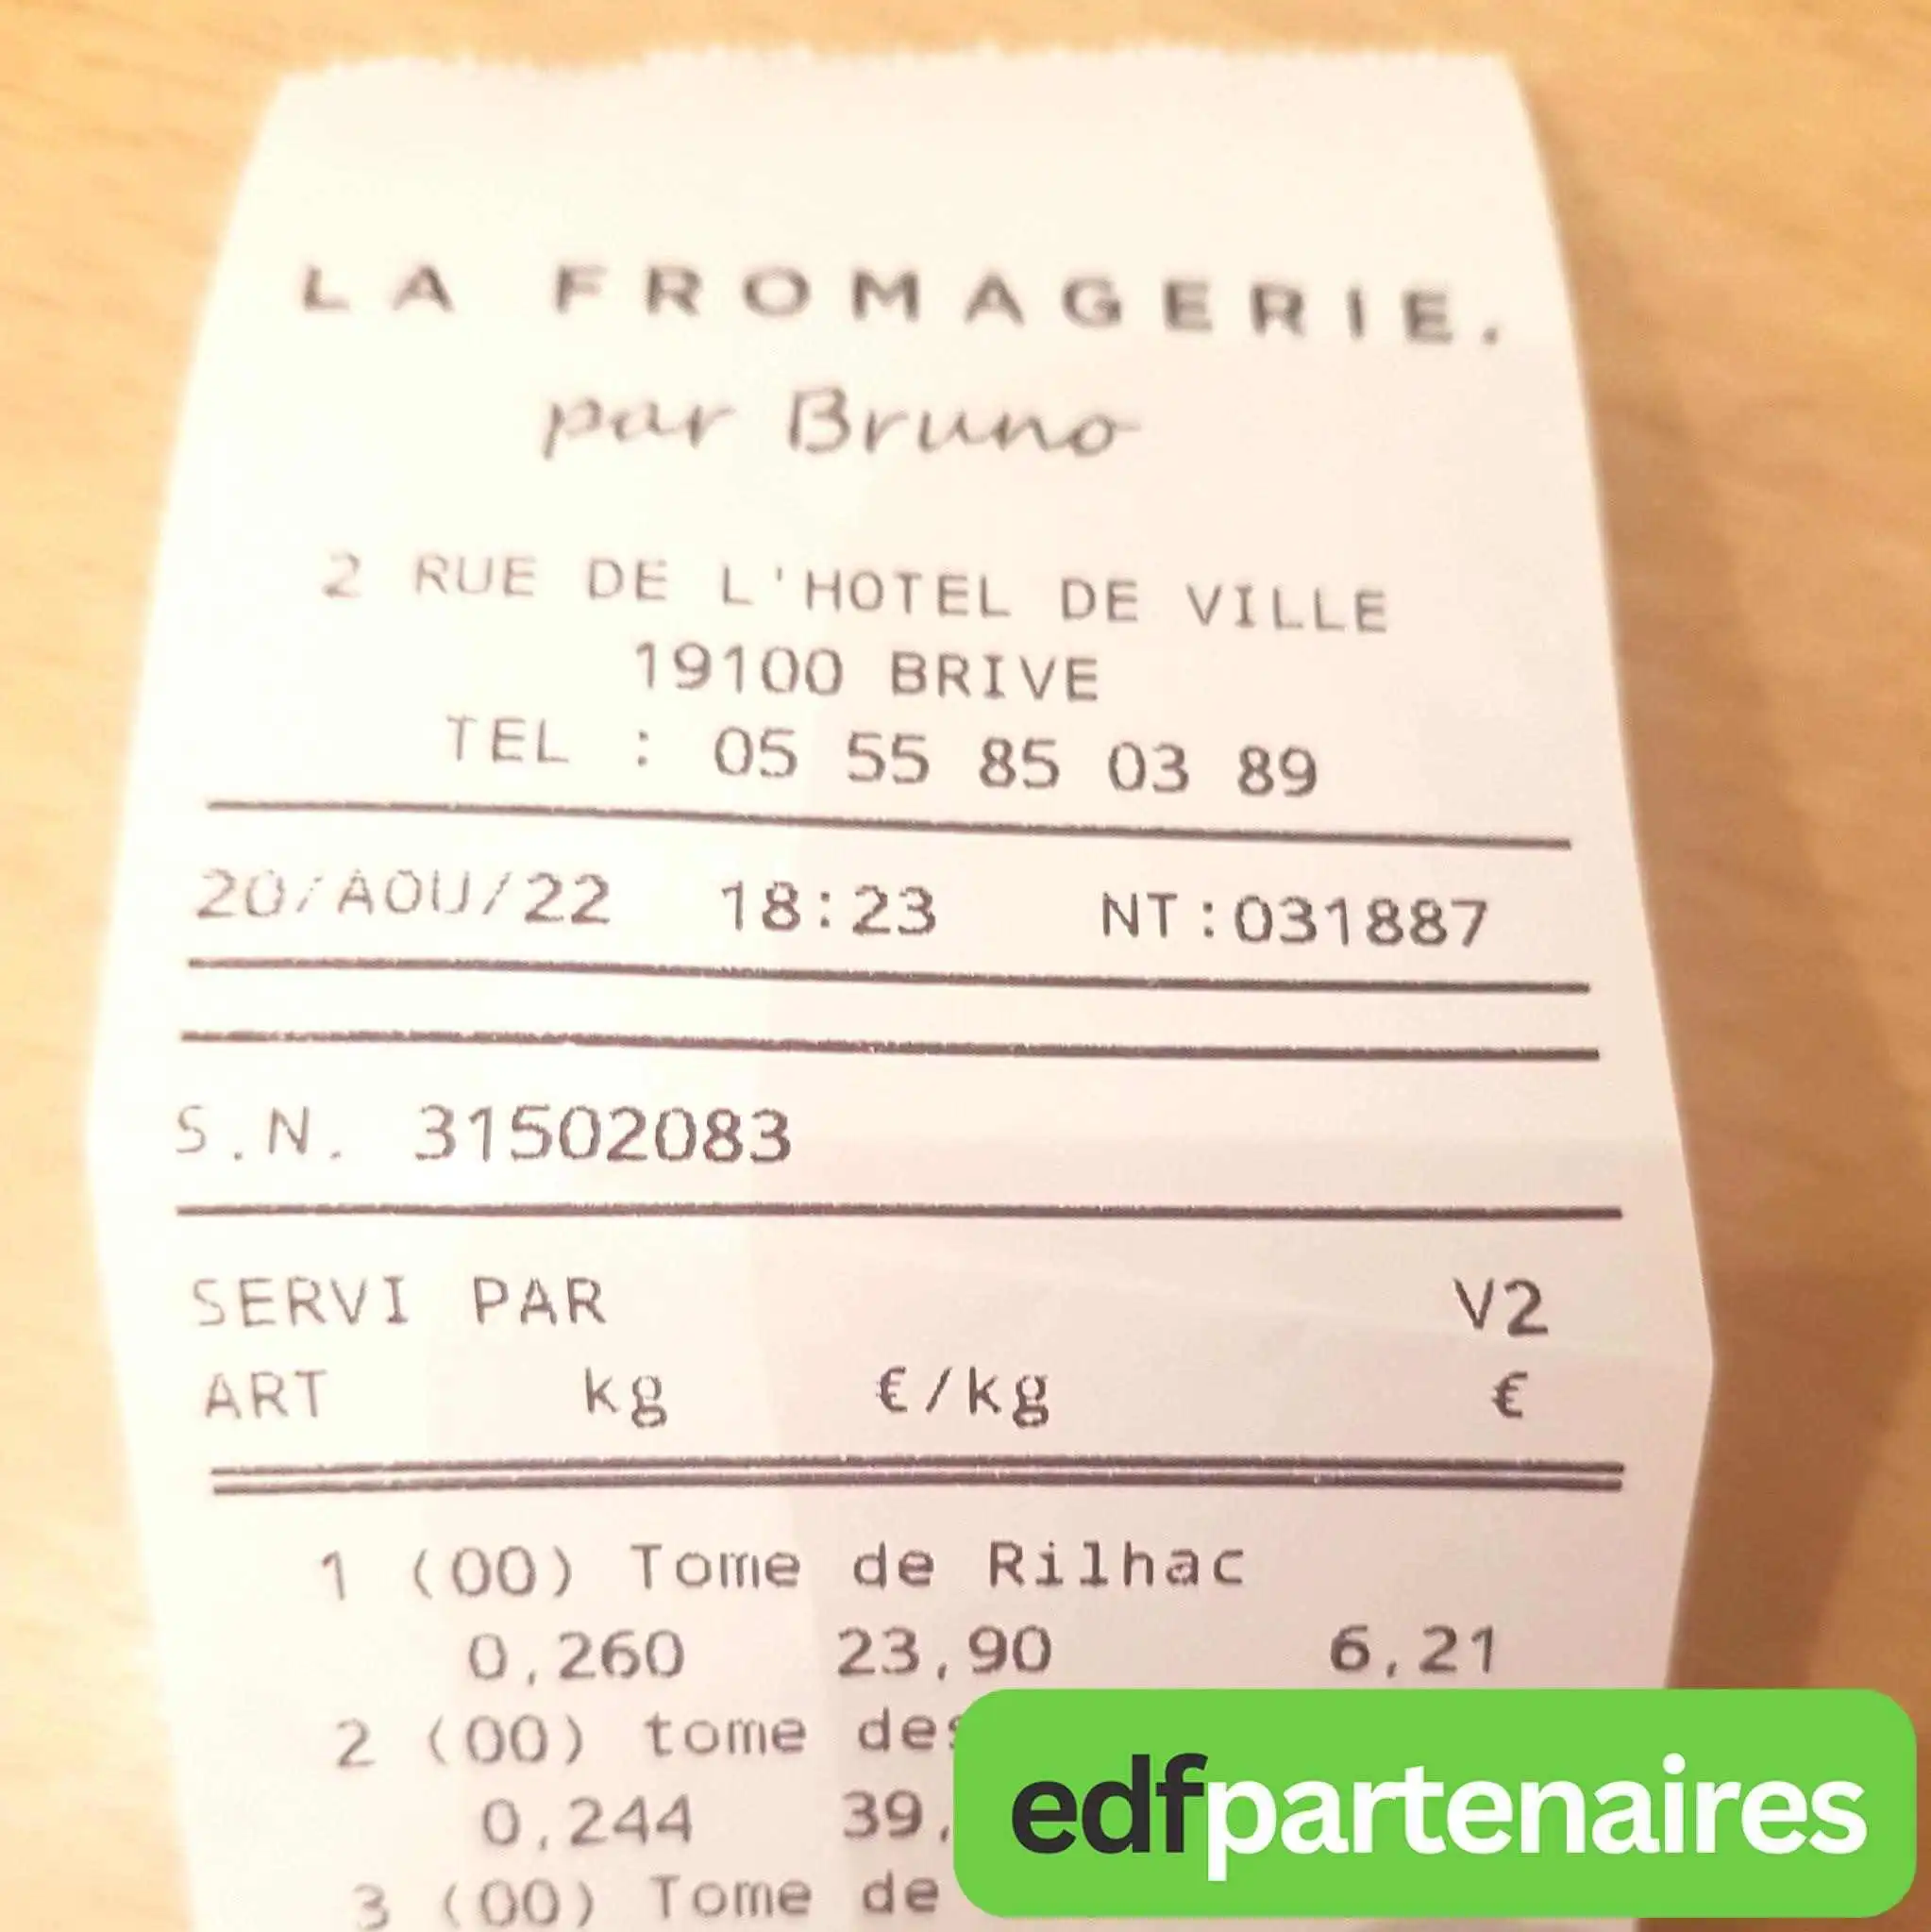 LA FROMAGERIE.
par Bruno
2 RUE DE L'HOTEL DE VILLE
19100 BRIVE
TEL : 05 55 85 03 89
20/AOU/22 18:23 NT:031887
S.N. 31502083
SERVI PAR V2
ART kg €/kg €
1 (00) Tome de Rilhac
0,260 23,90 6,21
2 (00) tome des
0,244 39,
3 (00) Tome de
edfpartenaires